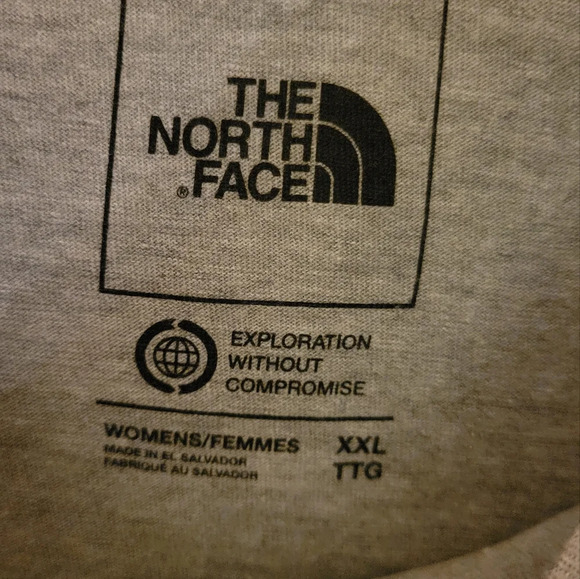 THE
NORTH
® FACE
EXPLORATION
WITHOUT
COMPROMISE
WOMENS/FEMMES XXL
MADE IN EL SALVADOR TTG
FABRIQUÉ AU SALVADOR